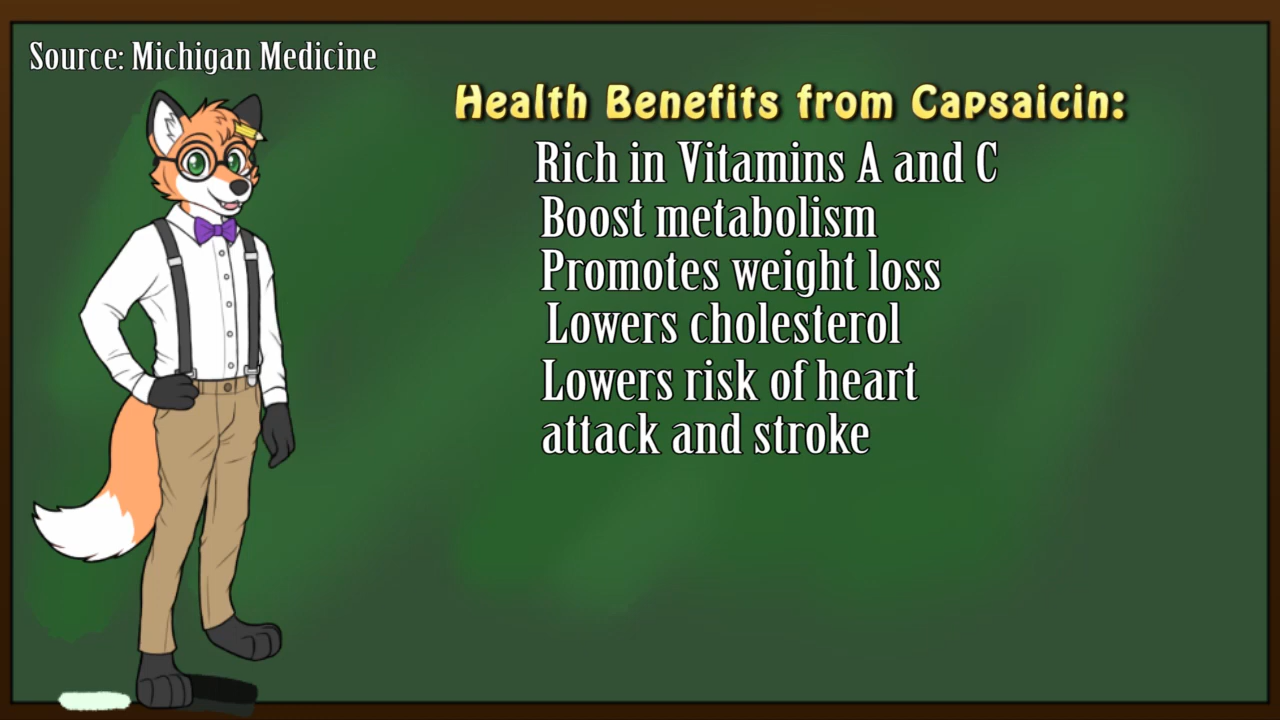 Source: Michigan Medicine
Health Benefits from Capsaicin:
Rich in Vitamins A and C
Boost metabolism
Promotes weight loss
Lowers cholesterol
Lowers risk of heart
attack and stroke